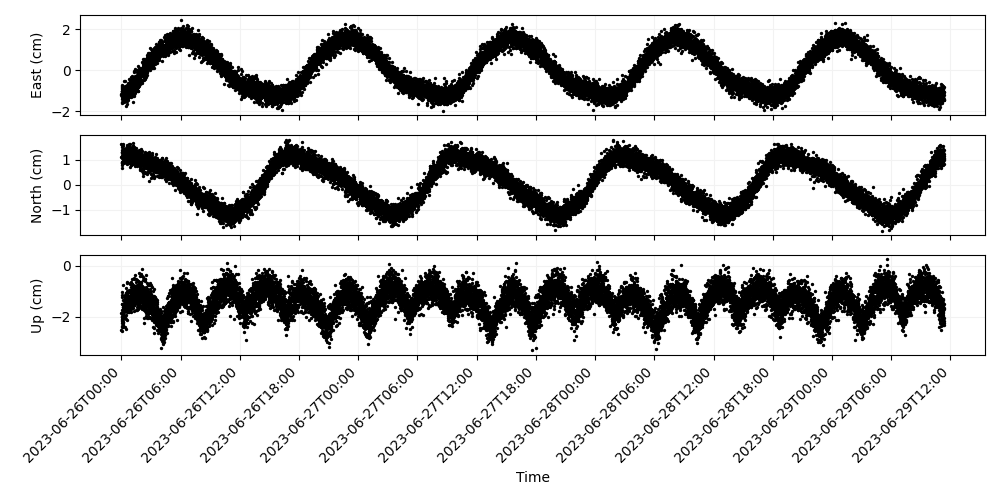 East (cm)
2
0
−2
North (cm)
1
0
−1
Up (cm)
0
−2
2023-06-26T00:00
2023-06-26T06:00
2023-06-26T12:00
2023-06-26T18:00
2023-06-27T00:00
2023-06-27T06:00
2023-06-27T12:00
2023-06-27T18:00
2023-06-28T00:00
2023-06-28T06:00
2023-06-28T12:00
2023-06-28T18:00
2023-06-29T00:00
2023-06-29T06:00
2023-06-29T12:00
Time